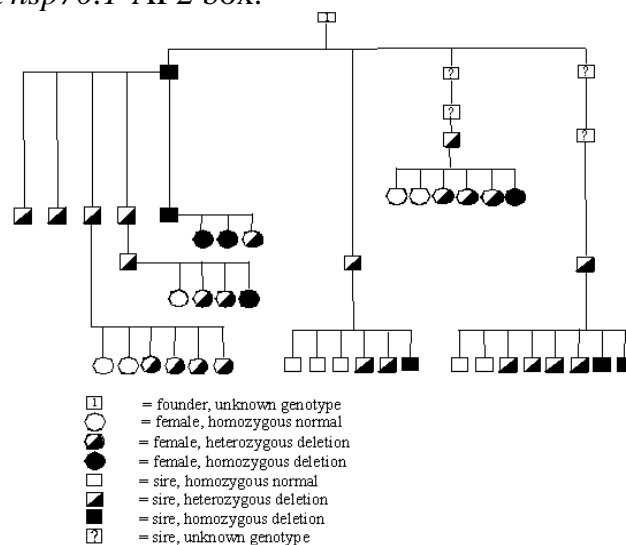 hsp70.1 AP2 box.
1
? ?
?
?
1 = founder, unknown genotype
= female, homozygous normal
= female, heterozygous deletion
= female, homozygous deletion
= sire, homozygous normal
= sire, heterozygous deletion
= sire, homozygous deletion
? = sire, unknown genotype